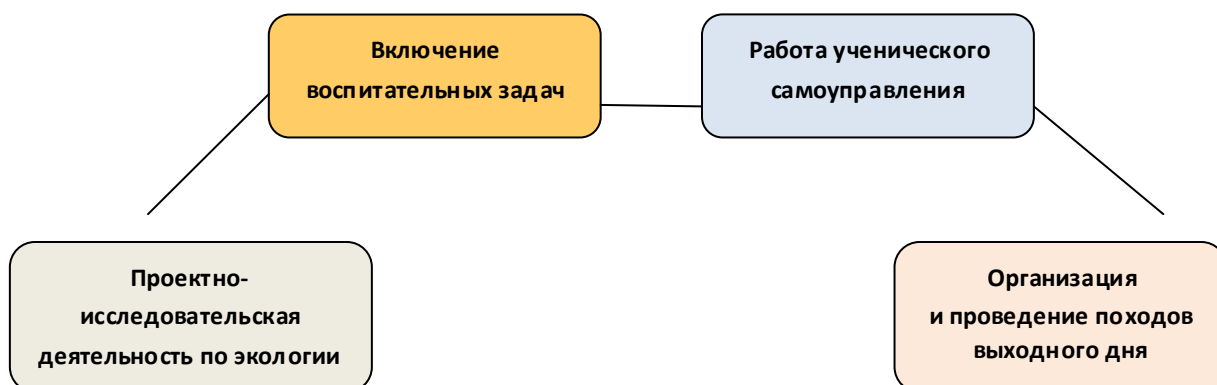 Включение
воспитательных задач
Работа ученического
самоуправления
Проектно-
исследовательская
деятельность по экологии
Организация
и проведение походов
выходного дня